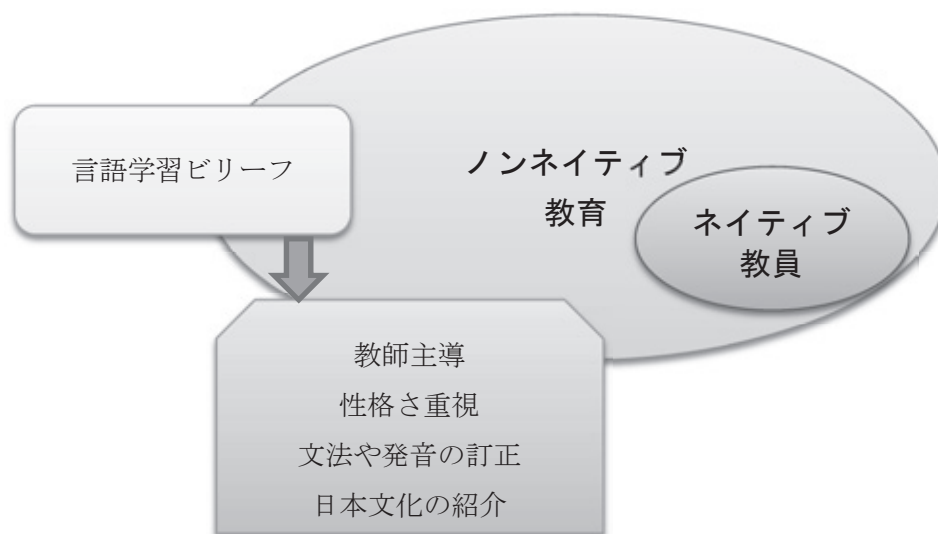 言語学習ビリーフ
ノンネイティブ
教育
ネイティブ
教員
教師主導
性格さ重視
文法や発音の訂正
日本文化の紹介